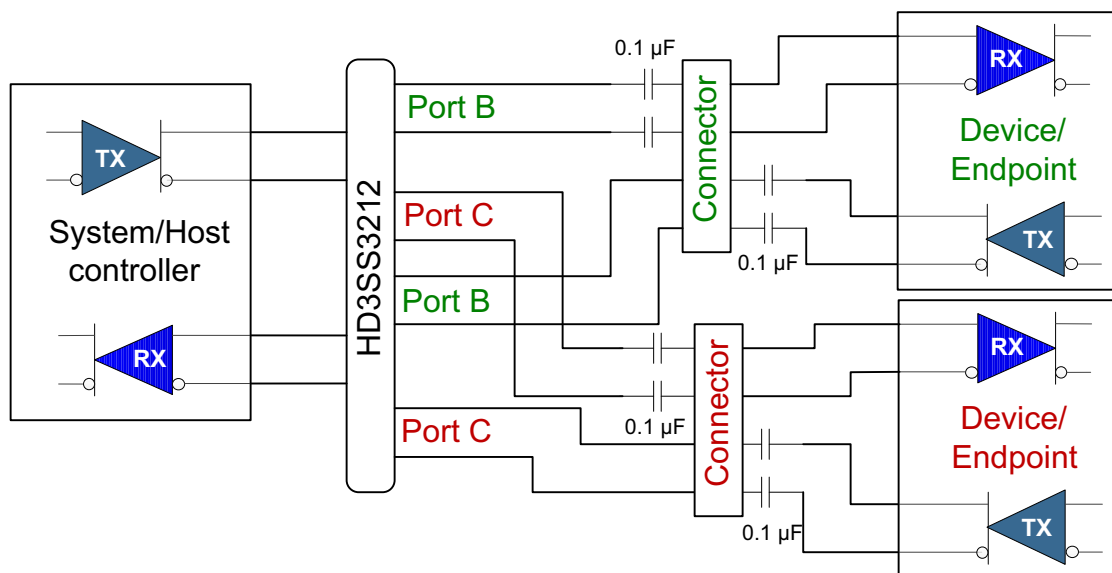 TX
System/Host
controller
RX
HD3SS3212
Port B
Port C
Port B
Port C
0.1 µF
Connector
0.1 µF
RX
Device/
Endpoint
TX
0.1 µF
Connector
0.1 µF
RX
Device/
Endpoint
TX